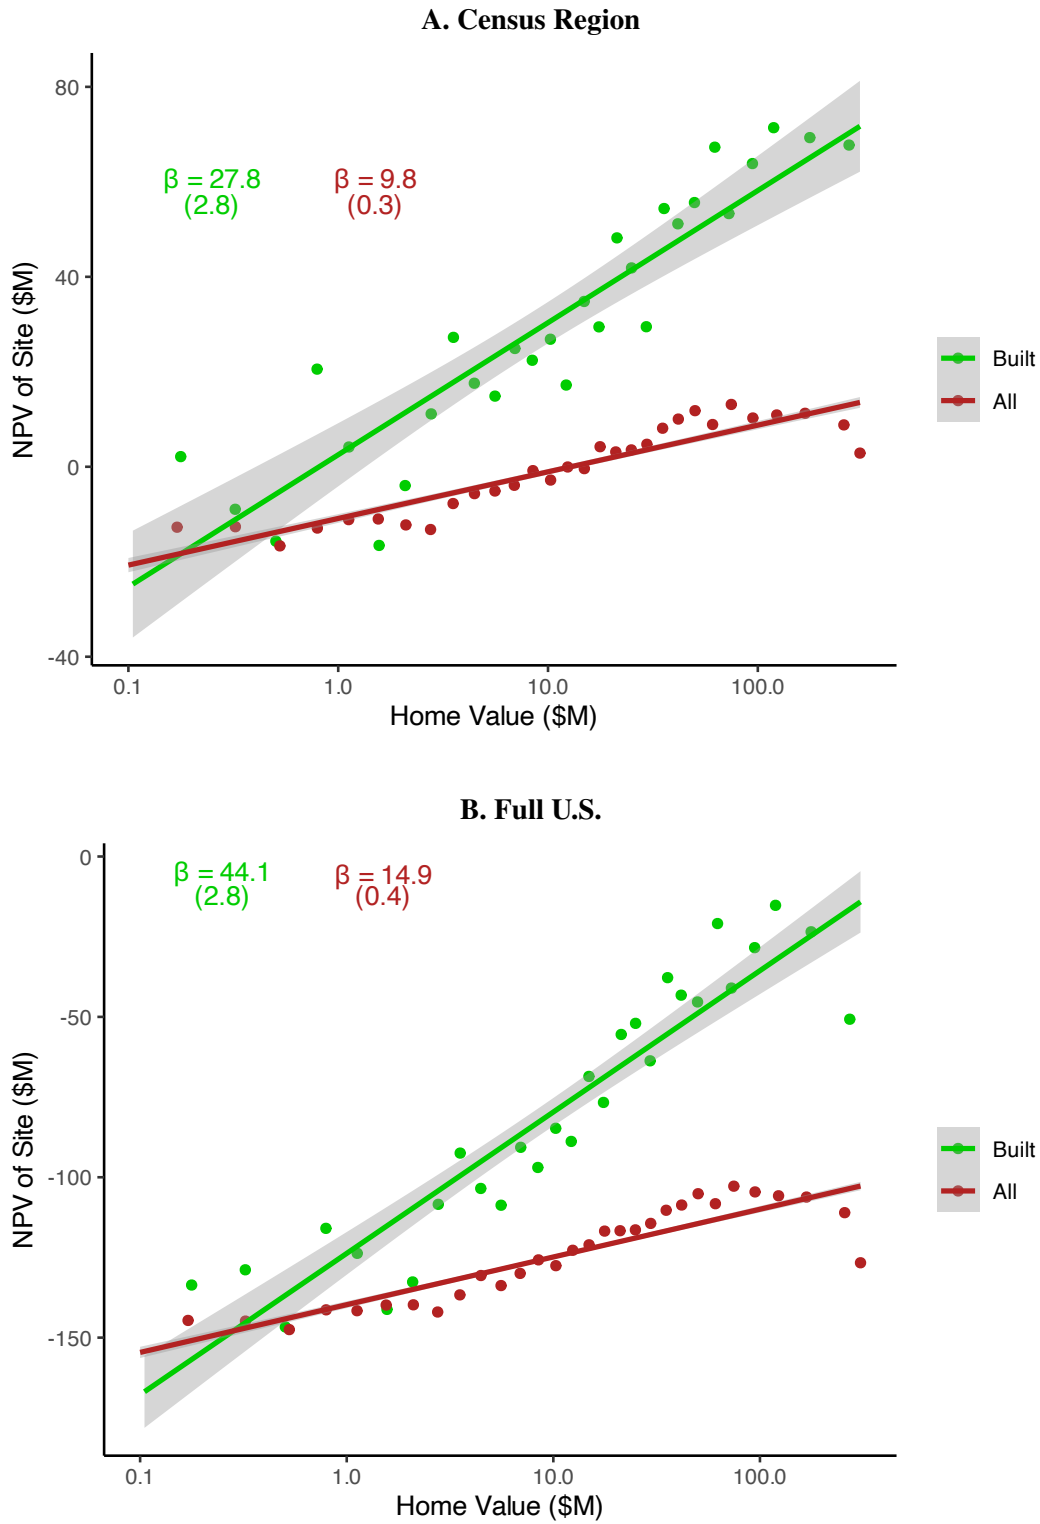 A. Census Region
80
40
0
-40
NPV of Site ($M)
β = 27.8
(2.8)
β = 9.8
(0.3)
Built
All
0.1
1.0
10.0
100.0
Home Value ($M)
B. Full U.S.
0
-50
-100
-150
NPV of Site ($M)
β = 44.1
(2.8)
β = 14.9
(0.4)
Built
All
0.1
1.0
10.0
100.0
Home Value ($M)